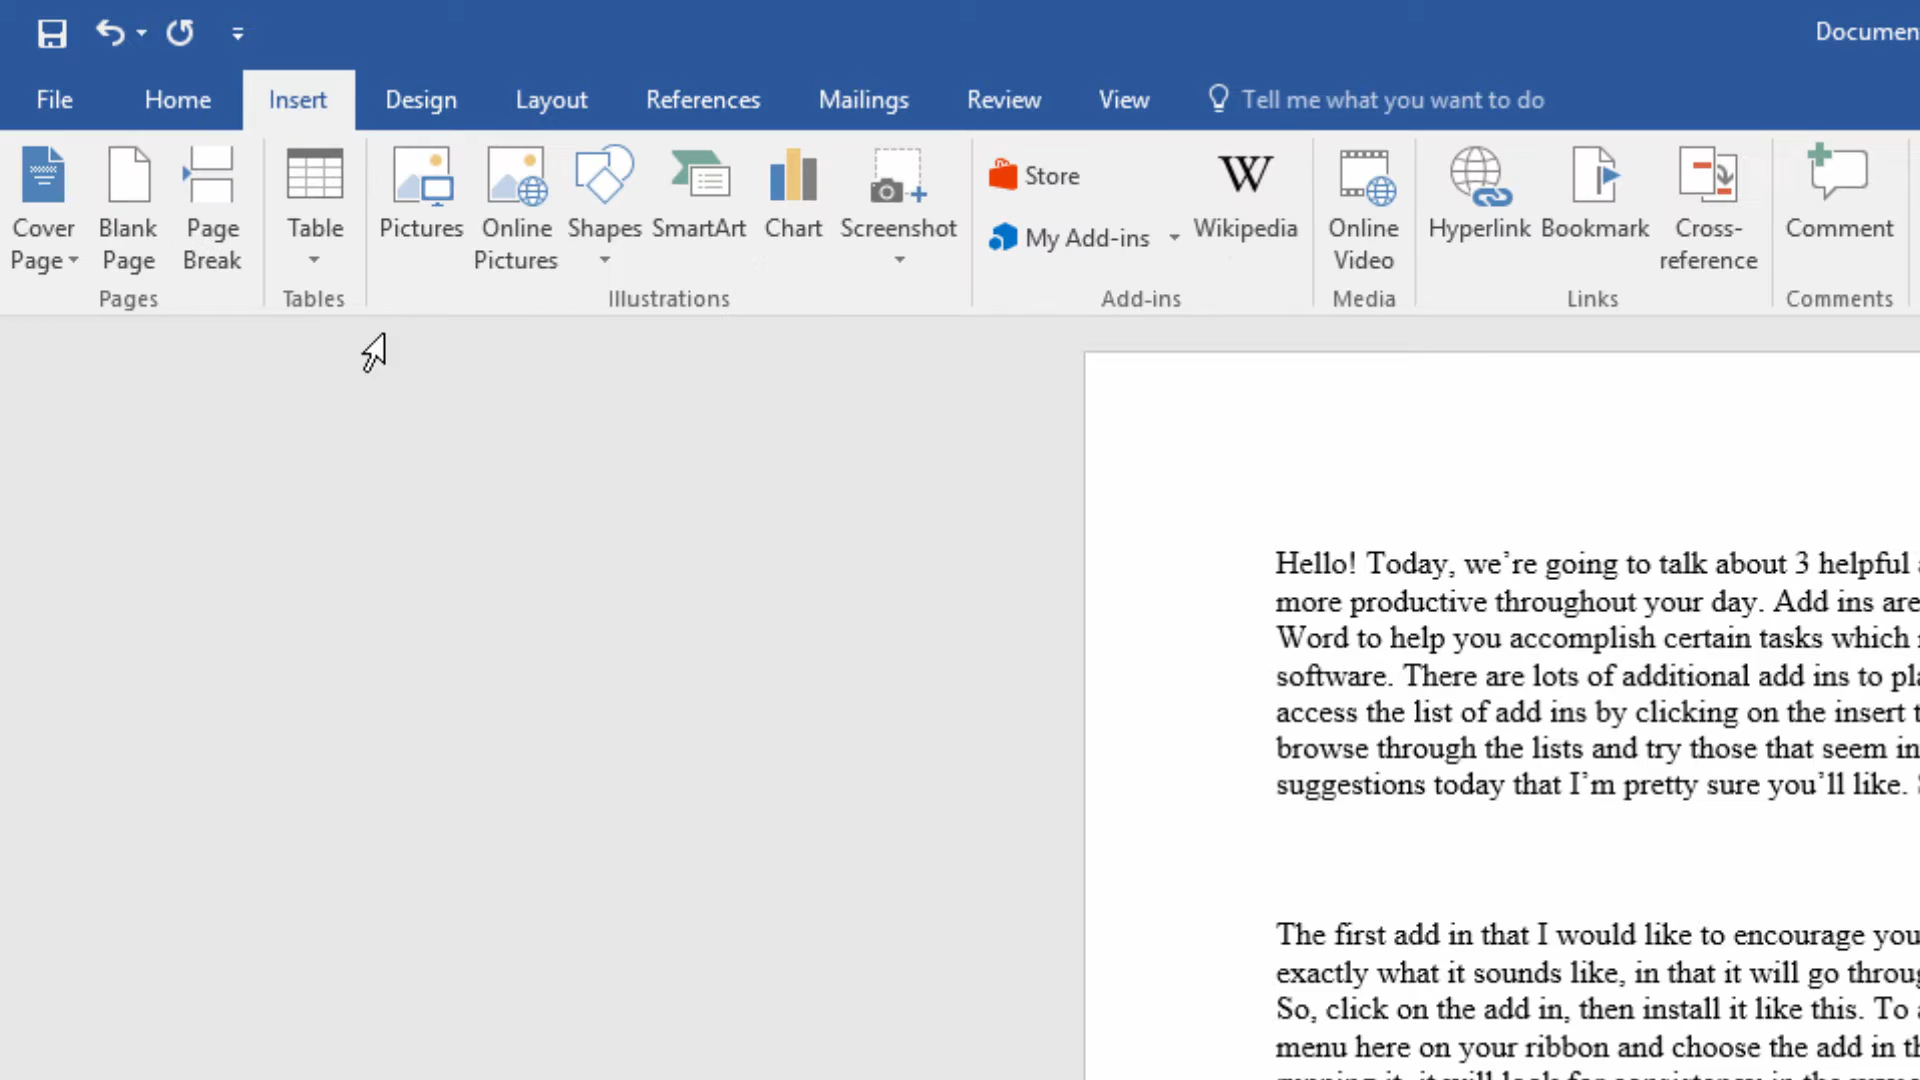 Documen
File Home Insert Design Layout References Mailings Review View Tell me what you want to do
Cover Page
Blank Page
Page Break
Pages
Table
Tables
Pictures
Online Pictures
Shapes
SmartArt
Chart
Screenshot
Illustrations
Store
My Add-ins
W
Wikipedia
Add-ins
Online Video
Media
Hyperlink
Bookmark
Cross-reference
Links
Comment
Comments
Hello! Today, we’re going to talk about 3 helpful
more productive throughout your day. Add ins are
Word to help you accomplish certain tasks which
software. There are lots of additional add ins to pla
access the list of add ins by clicking on the insert
browse through the lists and try those that seem in
suggestions today that I’m pretty sure you’ll like.
The first add in that I would like to encourage you
exactly what it sounds like, in that it will go throug
So, click on the add in, then install it like this. To
menu here on your ribbon and choose the add in th